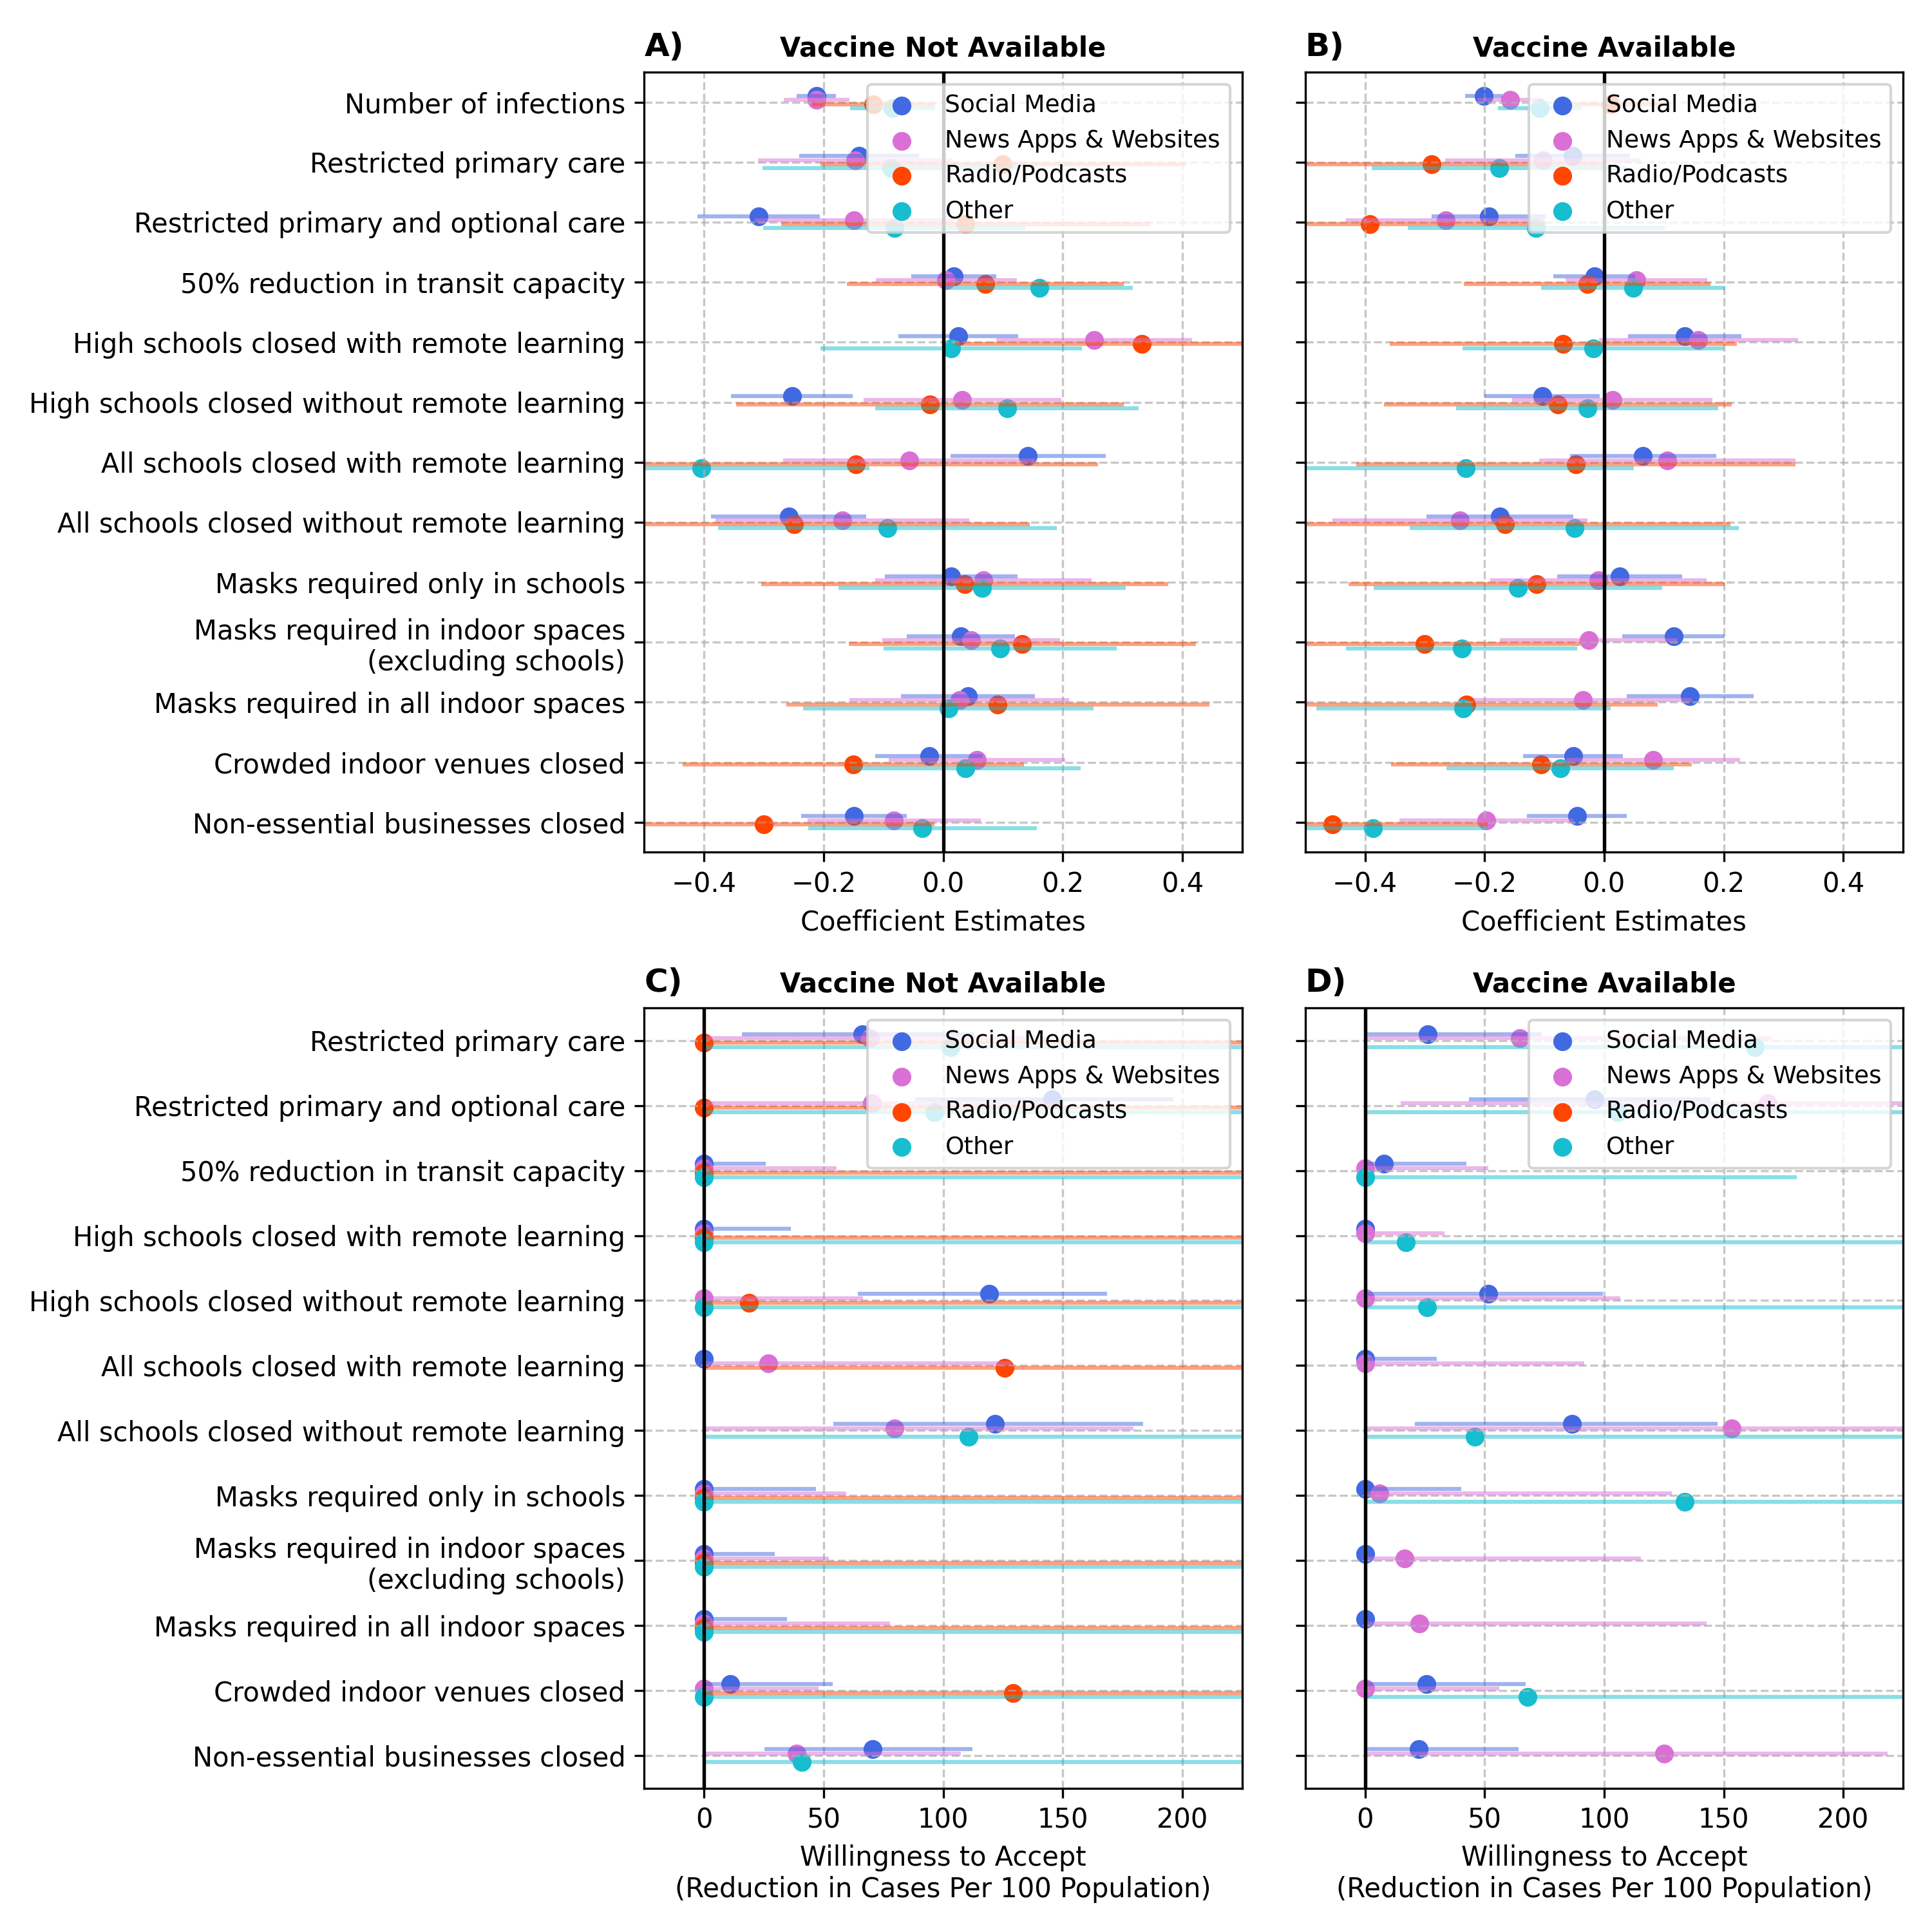 A)
Vaccine Not Available
B)
Vaccine Available
Number of infections
Restricted primary care
Restricted primary and optional care
50% reduction in transit capacity
High schools closed with remote learning
High schools closed without remote learning
All schools closed with remote learning
All schools closed without remote learning
Masks required only in schools
Masks required in indoor spaces
(excluding schools)
Masks required in all indoor spaces
Crowded indoor venues closed
Non-essential businesses closed
Social Media
News Apps & Websites
Radio/Podcasts
Other
−0.4 −0.2 0.0 0.2 0.4
Coefficient Estimates
Social Media
News Apps & Websites
Radio/Podcasts
Other
−0.4 −0.2 0.0 0.2 0.4
Coefficient Estimates
C)
Vaccine Not Available
D)
Vaccine Available
Restricted primary care
Restricted primary and optional care
50% reduction in transit capacity
High schools closed with remote learning
High schools closed without remote learning
All schools closed with remote learning
All schools closed without remote learning
Masks required only in schools
Masks required in indoor spaces
(excluding schools)
Masks required in all indoor spaces
Crowded indoor venues closed
Non-essential businesses closed
Social Media
News Apps & Websites
Radio/Podcasts
Other
0 50 100 150 200
Willingness to Accept
(Reduction in Cases Per 100 Population)
Social Media
News Apps & Websites
Radio/Podcasts
Other
0 50 100 150 200
Willingness to Accept
(Reduction in Cases Per 100 Population)